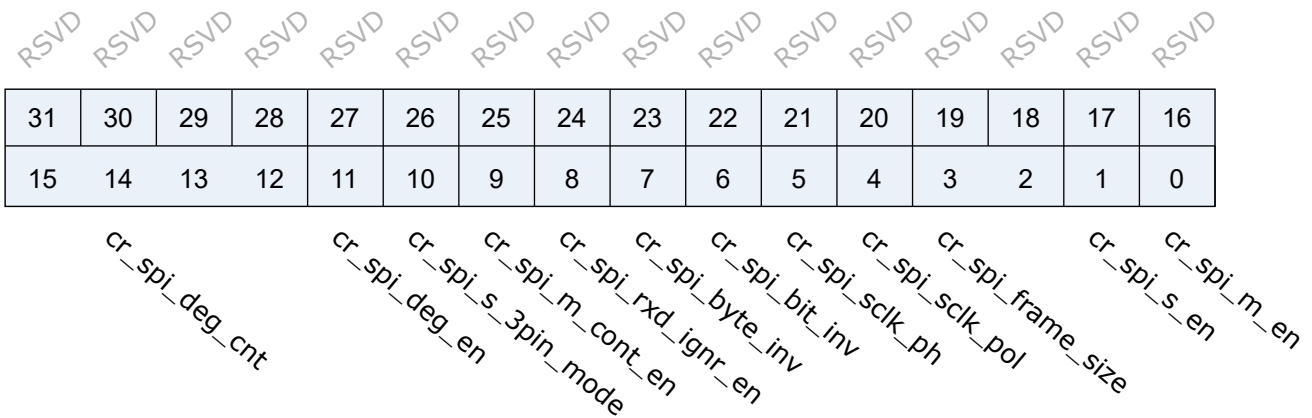 RSVD RSVD RSVD RSVD RSVD RSVD RSVD RSVD RSVD RSVD RSVD RSVD RSVD RSVD RSVD RSVD
31 30 29 28 27 26 25 24 23 22 21 20 19 18 17 16
15 14 13 12 11 10 9 8 7 6 5 4 3 2 1 0
cr_spi_deg_cnt
cr_spi_deg_en
cr_spi_s_3pin_mode
cr_spi_m_cont_en
cr_spi_rxd_ignr_en
cr_spi_byte_inv
cr_spi_bit_inv
cr_spi_sclk_ph
cr_spi_sclk_pol
cr_spi_frame_size
cr_spi_s_en
cr_spi_m_en